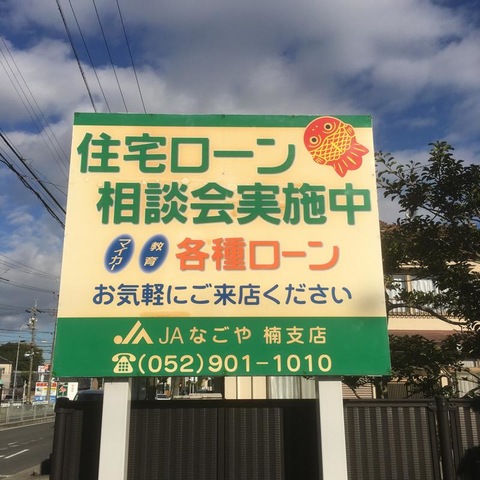 住宅ローン
相談会実施中
マイカー 教育 各種ローン
お気軽にご来店ください
JA JAなごや 楠支店
☎(052)901-1010